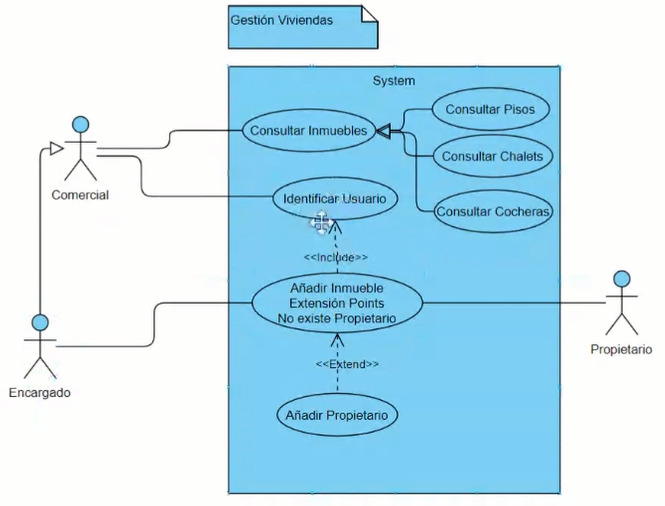 Gestión Viviendas
System
Consultar Pisos
Consultar Inmuebles
Consultar Chalets
Comercial
Identificar Usuario
Consultar Cocheras
<<Include>>
Añadir Inmueble
Extensión Points
No existe Propietario
Propietario
<<Extend>>
Encargado
Añadir Propietario